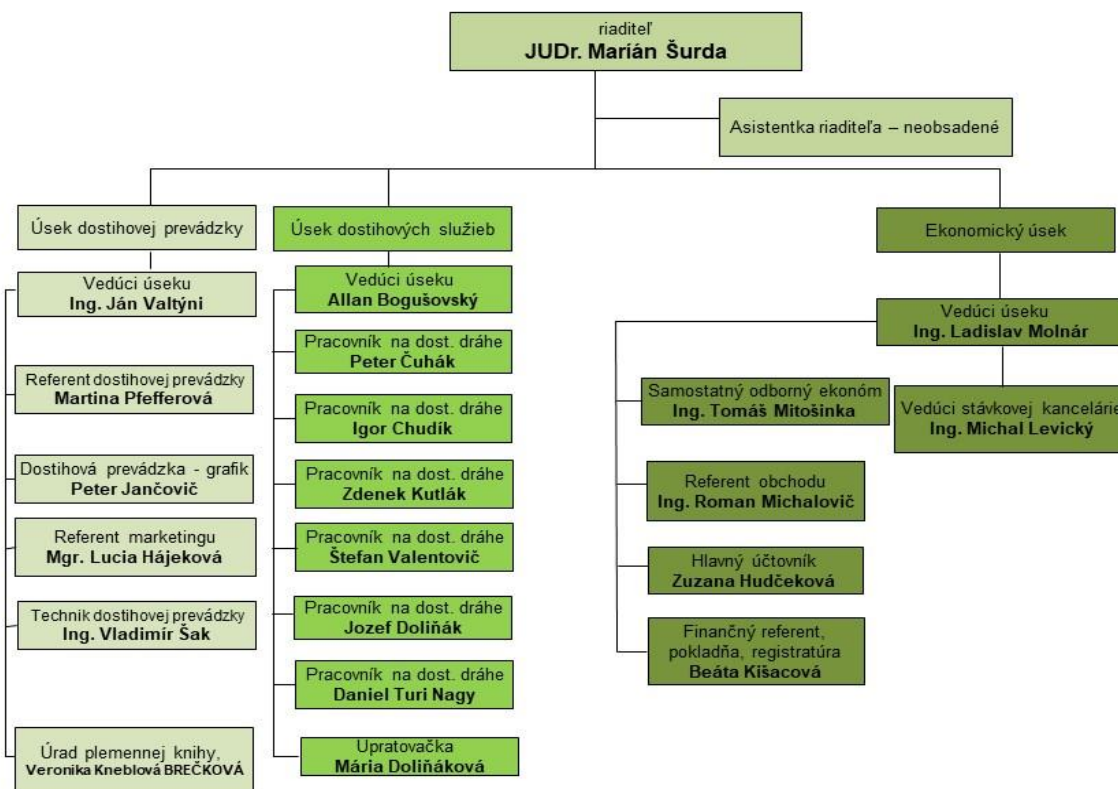 riaditeľ
JUDr. Marián Šurda
Asistentka riaditeľa – neobsadené
Úsek dostihovej prevádzky
Vedúci úseku
Ing. Ján Valtýni
Referent dostihovej prevádzky
Martina Pfefferová
Dostihová prevádzka - grafik
Peter Jančovič
Referent marketingu
Mgr. Lucia Hájeková
Technik dostihovej prevádzky
Ing. Vladimír Šak
Úrad plemennej knihy,
Veronika Kneblová BREČKOVÁ
Úsek dostihových služieb
Vedúci úseku
Allan Bogušovský
Pracovník na dost. dráhe
Peter Čuhák
Pracovník na dost. dráhe
Igor Chudík
Pracovník na dost. dráhe
Zdenek Kutlák
Pracovník na dost. dráhe
Štefan Valentovič
Pracovník na dost. dráhe
Jozef Doliňák
Pracovník na dost. dráhe
Daniel Turi Nagy
Upratovačka
Mária Doliňáková
Ekonomický úsek
Vedúci úseku
Ing. Ladislav Molnár
Samostatný odborný ekonóm
Ing. Tomáš Mitošinka
Vedúci stávkovej kancelárie
Ing. Michal Levický
Referent obchodu
Ing. Roman Michalovič
Hlavný účtovník
Zuzana Hudčeková
Finančný referent,
pokladňa, registratúra
Beáta Kišacová